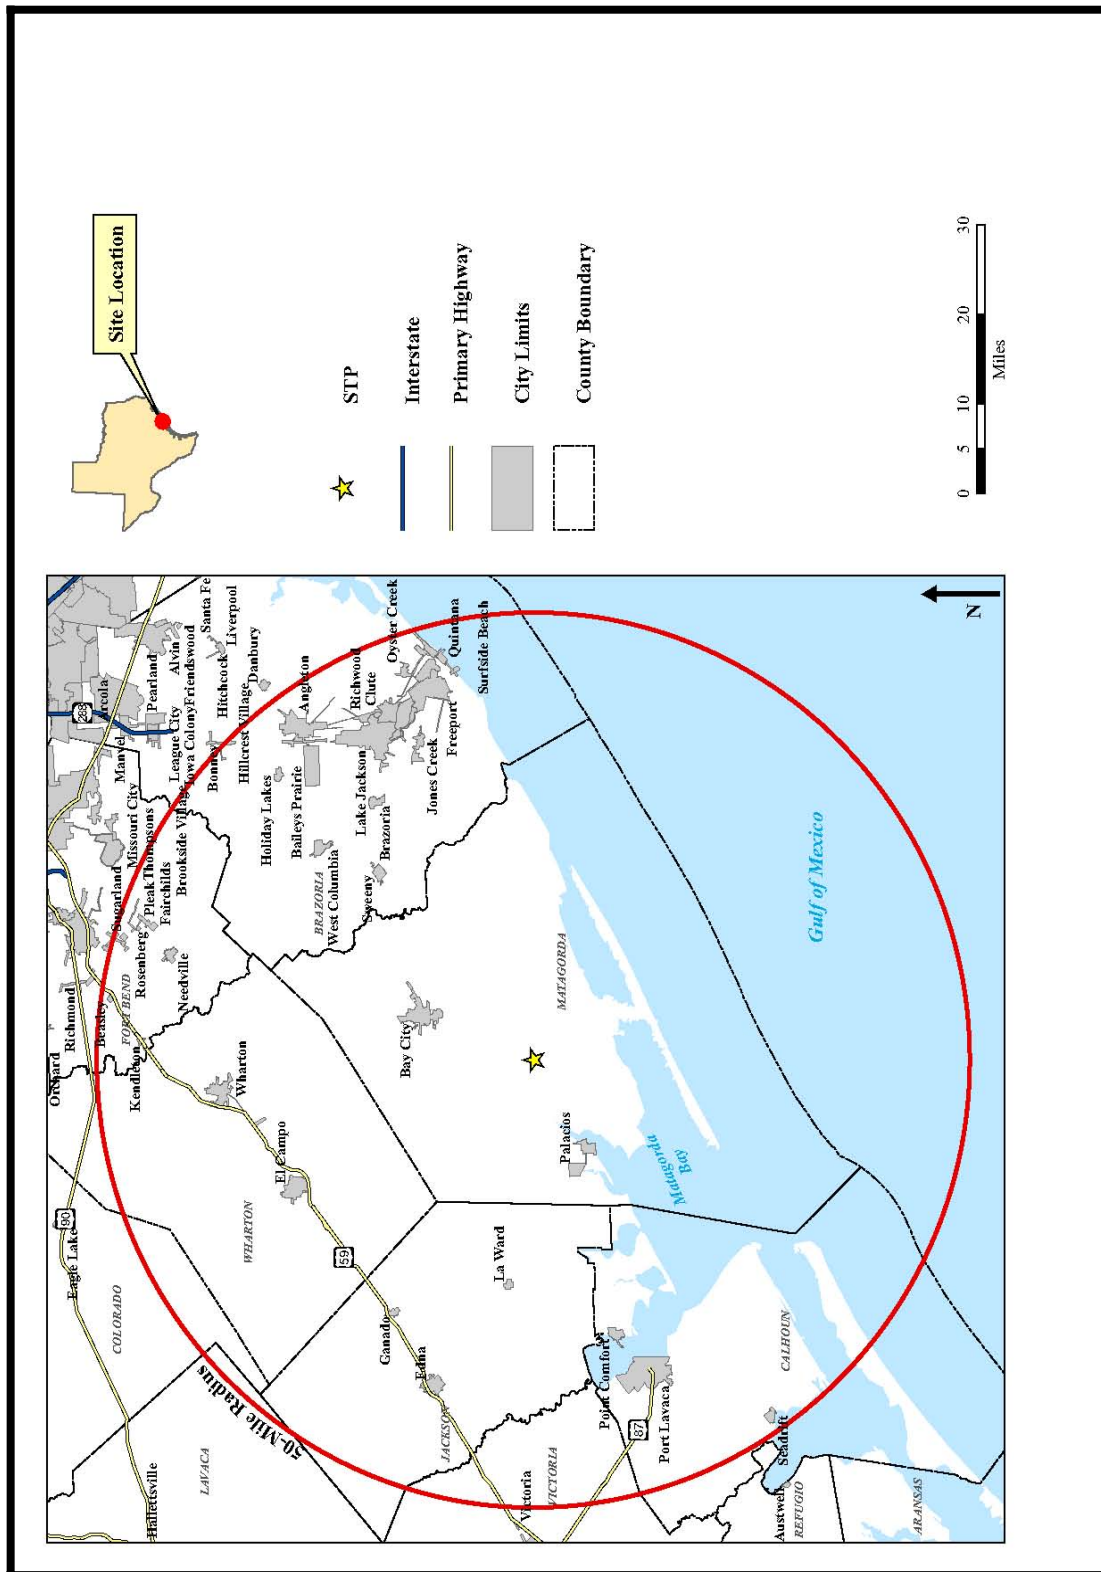 Orchard
Richmond
Beasley
FORT BEND
Kendleton
Rosenberg
Needville
Sugarland
Pleak
Thompsons
Fairchilds
Missouri City
Manvel
Arcola
288
Brookside Village
League City
Iowa Colony
Friendswood
Pearland
Alvin
Santa Fe
Liverpool
Hitchcock
Danbury
Bonney
Hillcrest Village
Holiday Lakes
Baileys Prairie
Angleton
Richwood
Clute
Oyster Creek
Quintana
Surfside Beach
Freeport
Jones Creek
Lake Jackson
Brazoria
BRAZORIA
West Columbia
Sweeny
Eagle Lake
90
COLORADO
Hallettsville
LAVACA
50-Mile Radius
WHARTON
Wharton
El Campo
59
Ganado
Edna
JACKSON
La Ward
Victoria
VICTORIA
87
Point Comfort
Port Lavaca
Seadrift
CALHOUN
Austwell
REFUGIO
ARANSAS
Bay City
MATAGORDA
Palacios
Matagorda
Bay
Gulf of Mexico
N
Site Location
STP
Interstate
Primary Highway
City Limits
County Boundary
0 5 10 20 30
Miles